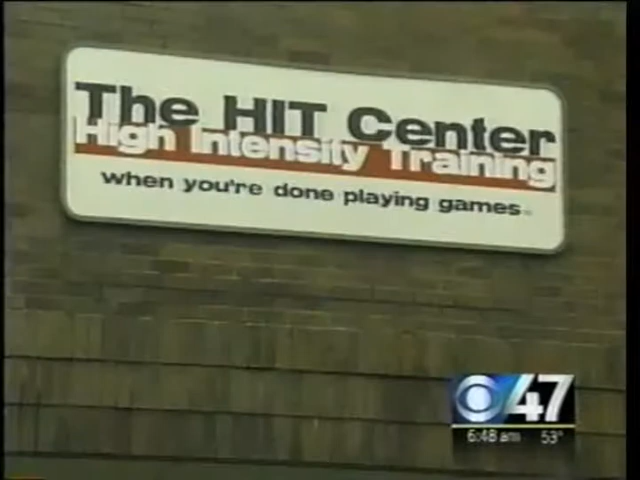 The HIT Center
High Intensity Training
when you're done playing games
47
6:48 am 53°